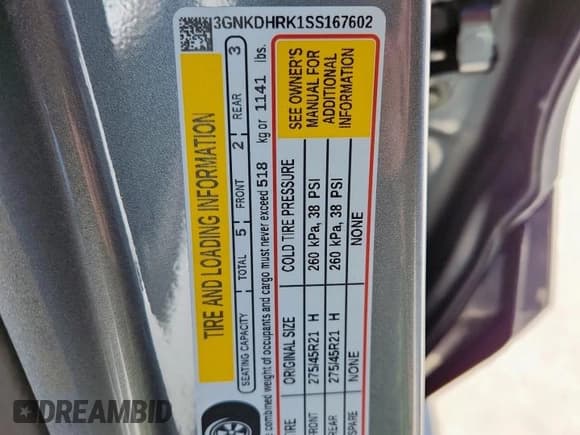 3GNKDHRK1SS167602
TIRE AND LOADING INFORMATION
SEATING CAPACITY TOTAL 5 FRONT 2 REAR 3
e combined weight of occupants and cargo must never exceed 518 kg or 1141 lbs.
TIRE ORIGINAL SIZE COLD TIRE PRESSURE
FRONT 275/45R21 H 260 kPa, 38 PSI
REAR 275/45R21 H 260 kPa, 38 PSI
SPARE NONE NONE
SEE OWNER'S
MANUAL FOR
ADDITIONAL
INFORMATION
DREAMBID